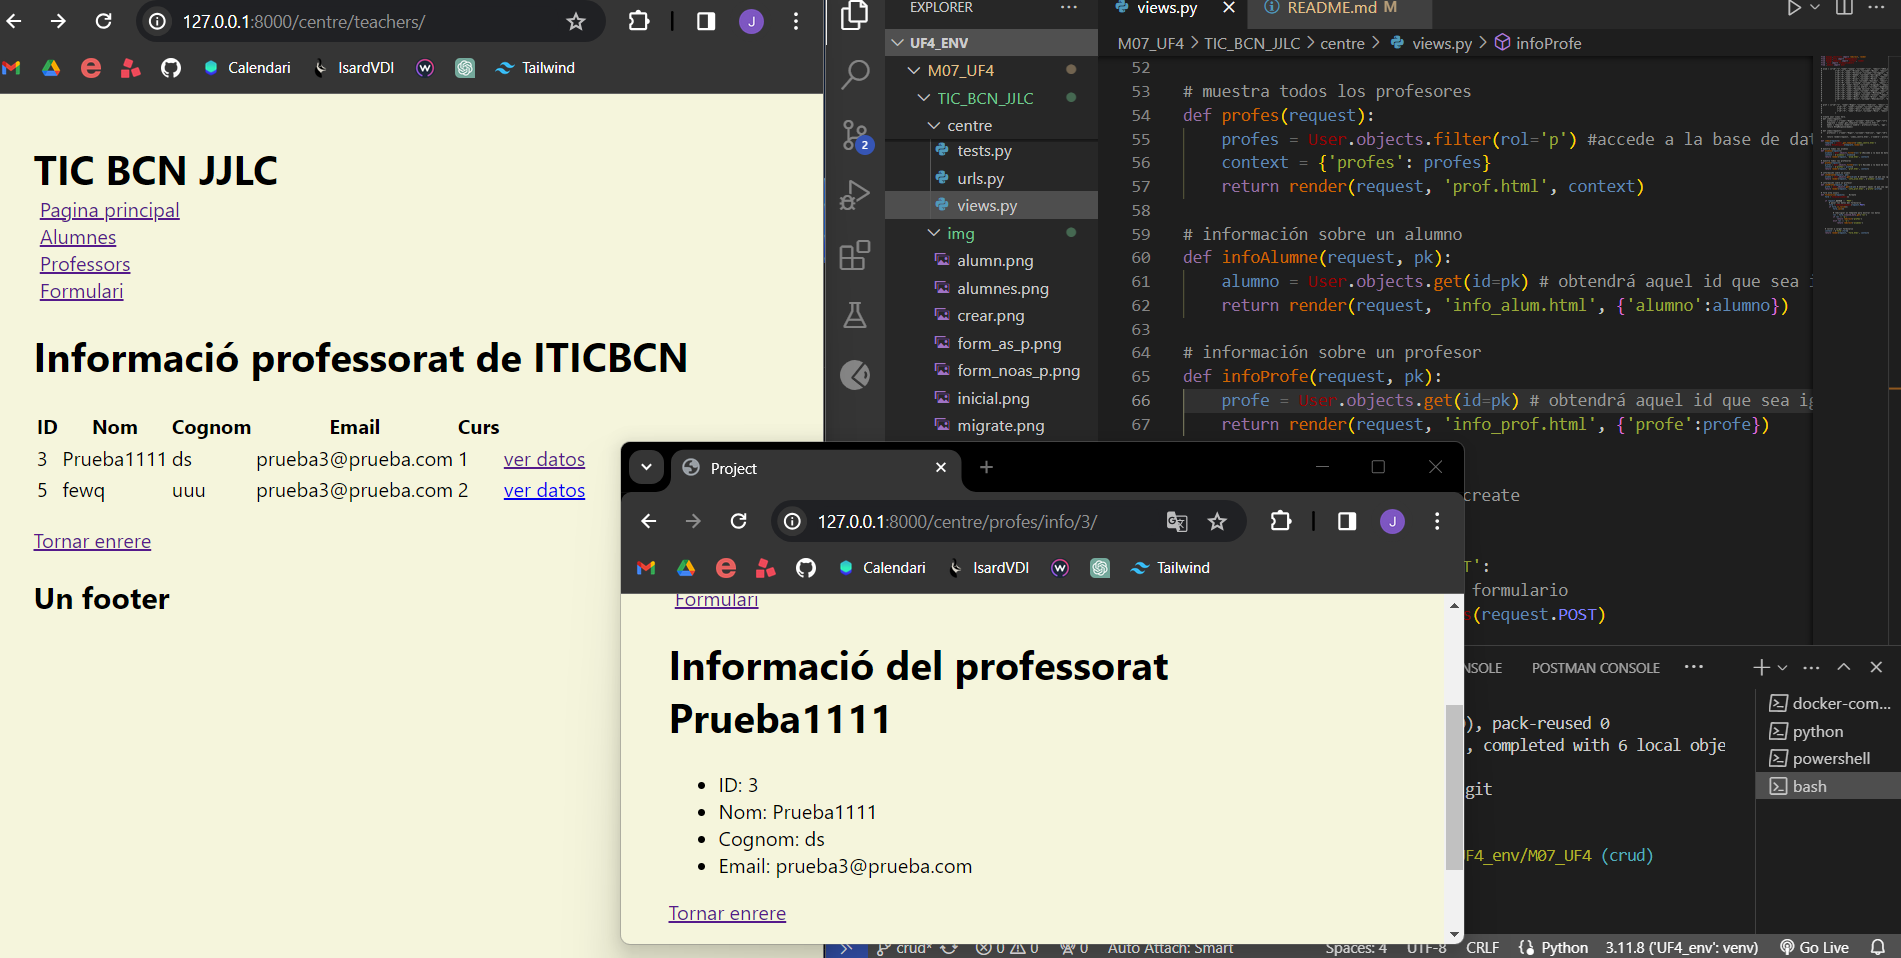 127.0.0.1:8000/centre/teachers/
J
Calendari
IsardVDI
Tailwind
TIC BCN JJLC
Pagina principal
Alumnes
Professors
Formulari
Informació professorat de ITICBCN
ID Nom Cognom Email Curs
3 Prueba1111 ds prueba3@prueba.com 1 ver datos
5 fewq uuu prueba3@prueba.com 2 ver datos
Tornar enrere
Un footer
EXPLORER
UF4_ENV
M07_UF4
TIC_BCN_JJLC
centre
tests.py
urls.py
views.py
img
alumn.png
alumnes.png
crear.png
form_as_p.png
form_noas_p.png
inicial.png
migrate.png
2
views.py
README.md M
M07_UF4 > TIC_BCN_JJLC > centre > views.py > infoProfe
52
53 # muestra todos los profesores
54 def profes(request):
55 profes = User.objects.filter(rol='p') #accede a la base de dat
56 context = {'profes': profes}
57 return render(request, 'prof.html', context)
58
59 # información sobre un alumno
60 def infoAlumne(request, pk):
61 alumno = User.objects.get(id=pk) # obtendrá aquel id que sea i
62 return render(request, 'info_alum.html', {'alumno':alumno})
63
64 # información sobre un profesor
65 def infoProfe(request, pk):
66 profe = User.objects.get(id=pk) # obtendrá aquel id que sea ig
67 return render(request, 'info_prof.html', {'profe':profe})
create
T':
formulario
(request.POST)
Project
127.0.0.1:8000/centre/profes/info/3/
J
Calendari
IsardVDI
Tailwind
Formulari
Informació del professorat
Prueba1111
ID: 3
Nom: Prueba1111
Cognom: ds
Email: prueba3@prueba.com
Tornar enrere
NSOLE
POSTMAN CONSOLE
), pack-reused 0
, completed with 6 local obje
git
F4_env/M07_UF4 (crud)
docker-com...
python
powershell
bash
crud*
0
0
0
Auto Attach: Smart
Spaces: 4
UTF-8
CRLF
Python
3.11.8 ('UF4_env': venv)
Go Live